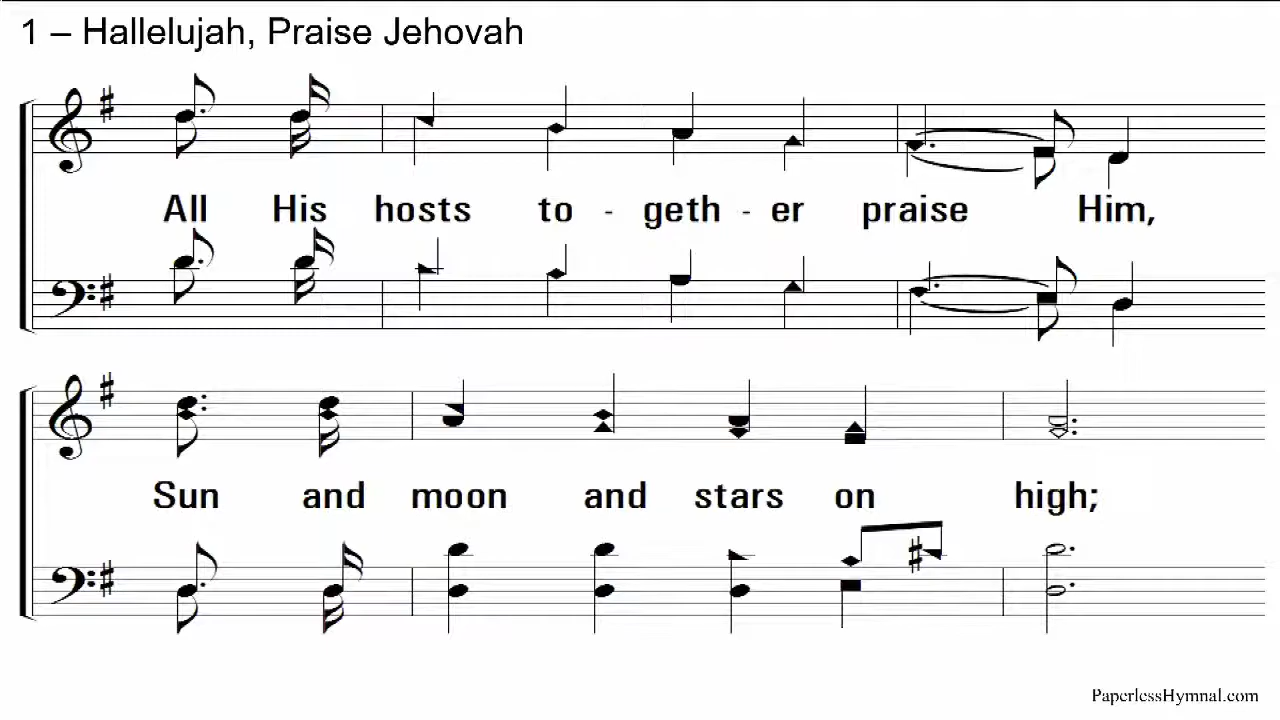 1 – Hallelujah, Praise Jehovah
All His hosts to - geth - er praise Him,
Sun and moon and stars on high;
PaperlessHymnal.com